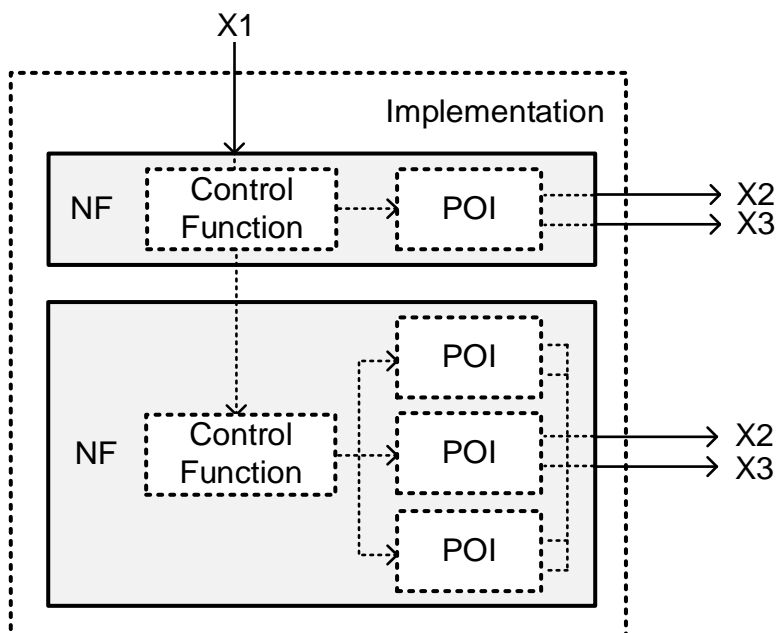 X1
Implementation
NF
Control
Function
POI
X2
X3
POI
NF
Control
Function
POI
X2
X3
POI